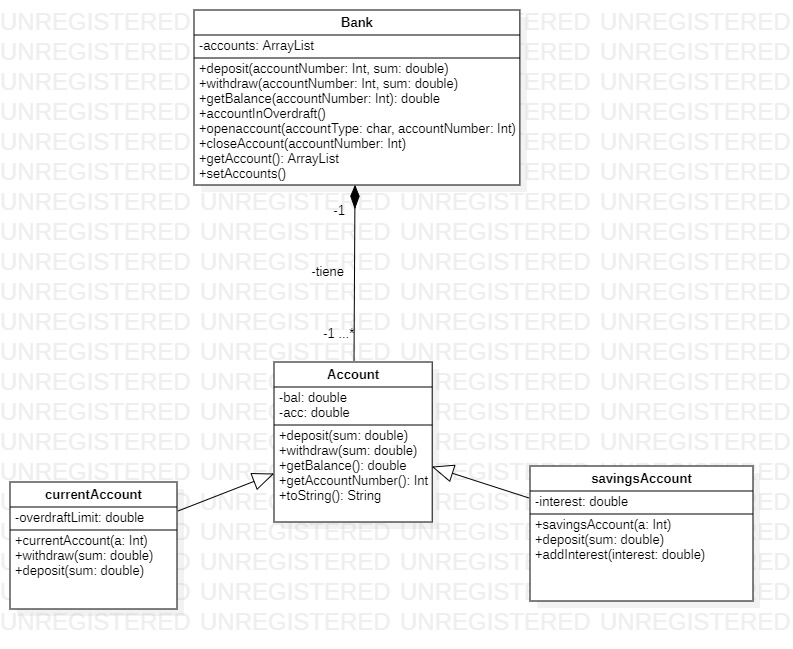 Bank
-accounts: ArrayList
+deposit(accountNumber: Int, sum: double)
+withdraw(accountNumber: Int, sum: double)
+getBalance(accountNumber: Int): double
+accountInOverdraft()
+openaccount(accountType: char, accountNumber: Int)
+closeAccount(accountNumber: Int)
+getAccount(): ArrayList
+setAccounts()
-1
-tiene
-1 ...*
Account
-bal: double
-acc: double
+deposit(sum: double)
+withdraw(sum: double)
+getBalance(): double
+getAccountNumber(): Int
+toString(): String
currentAccount
-overdraftLimit: double
+currentAccount(a: Int)
+withdraw(sum: double)
+deposit(sum: double)
savingsAccount
-interest: double
+savingsAccount(a: Int)
+deposit(sum: double)
+addInterest(interest: double)
UNREGISTERED UNREGISTERED UNREGISTERED UNREGISTERED